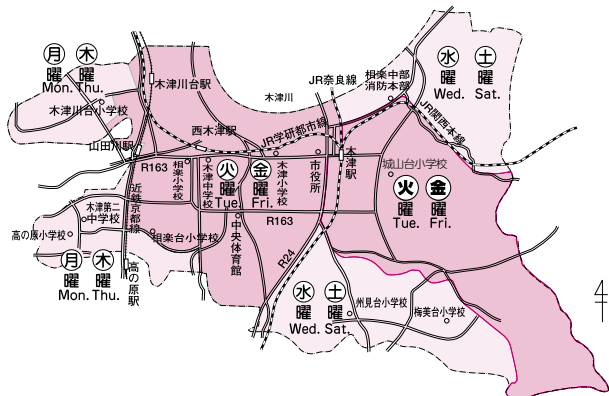 月曜 木曜
Mon. Thu.
木津川台小学校
山田川駅
木津川台駅
西木津駅
木津川
JR奈良線
相楽中部
消防本部
水曜 土曜
Wed. Sat.
JR関西本線
JR学研都市線
R163
相楽小学校
木津中学校
火曜 金曜
Tue. Fri.
木津小学校
市役所
木津駅
城山台小学校
火曜 金曜
Tue. Fri.
木津第二
中学校
近鉄京都線
高の原小学校
相楽台小学校
中央体育館
R163
R24
月曜 木曜
Mon. Thu.
高の原駅
水曜 土曜
Wed. Sat.
州見台小学校
梅美台小学校
4